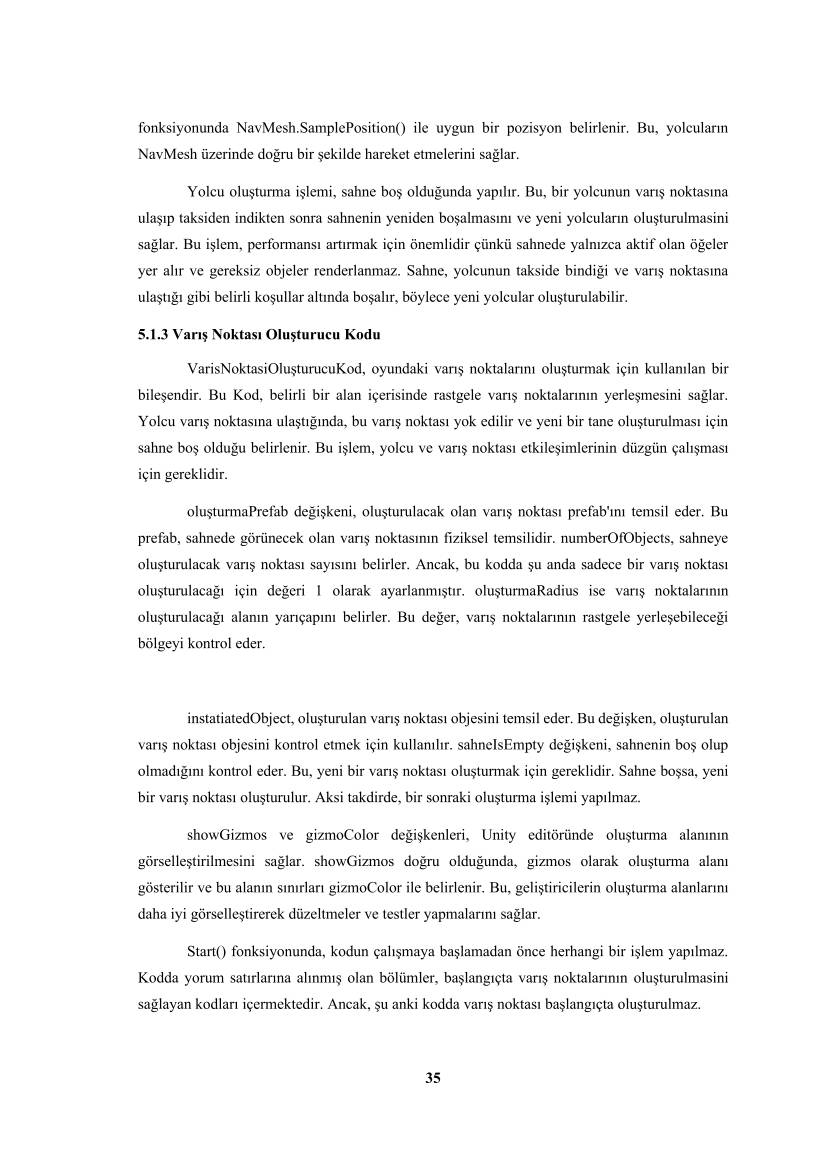 fonksiyonunda NavMesh.SamplePosition() ile uygun bir pozisyon belirlenir. Bu, yolcuların
NavMesh üzerinde doğru bir şekilde hareket etmelerini sağlar.
Yolcu oluşturma işlemi, sahne boş olduğunda yapılır. Bu, bir yolcunun varış noktasına
ulaşıp taksiden indikten sonra sahnenin yeniden boşalmasını ve yeni yolcuların oluşturulmasini
sağlar. Bu işlem, performansı artırmak için önemlidir çünkü sahnede yalnızca aktif olan öğeler
yer alır ve gereksiz objeler renderlanmaz. Sahne, yolcunun takside bindiği ve varış noktasına
ulaştığı gibi belirli koşullar altında boşalır, böylece yeni yolcular oluşturulabilir.
5.1.3 Varış Noktası Oluşturucu Kodu
VarisNoktasiOluşturucuKod, oyundaki varış noktalarını oluşturmak için kullanılan bir
bileşendir. Bu Kod, belirli bir alan içerisinde rastgele varış noktalarının yerleşmesini sağlar.
Yolcu varış noktasına ulaştığında, bu varış noktası yok edilir ve yeni bir tane oluşturulması için
sahne boş olduğu belirlenir. Bu işlem, yolcu ve varış noktası etkileşimlerinin düzgün çalışması
için gereklidir.
oluşturmaPrefab değişkeni, oluşturulacak olan varış noktası prefab'ını temsil eder. Bu
prefab, sahnede görünecek olan varış noktasının fiziksel temsilidir. numberOfObjects, sahneye
oluşturulacak varış noktası sayısını belirler. Ancak, bu kodda şu anda sadece bir varış noktası
oluşturulacağı için değeri 1 olarak ayarlanmıştır. oluşturmaRadius ise varış noktalarının
oluşturulacağı alanın yarıçapını belirler. Bu değer, varış noktalarının rastgele yerleşebileceği
bölgeyi kontrol eder.
instatiatedObject, oluşturulan varış noktası objesini temsil eder. Bu değişken, oluşturulan
varış noktası objesini kontrol etmek için kullanılır. sahneIsEmpty değişkeni, sahnenin boş olup
olmadığını kontrol eder. Bu, yeni bir varış noktası oluşturmak için gereklidir. Sahne boşsa, yeni
bir varış noktası oluşturulur. Aksi takdirde, bir sonraki oluşturma işlemi yapılmaz.
showGizmos ve gizmoColor değişkenleri, Unity editöründe oluşturma alanının
görselleştirilmesini sağlar. showGizmos doğru olduğunda, gizmos olarak oluşturma alanı
gösterilir ve bu alanın sınırları gizmoColor ile belirlenir. Bu, geliştiricilerin oluşturma alanlarını
daha iyi görselleştirerek düzeltmeler ve testler yapmalarını sağlar.
Start() fonksiyonunda, kodun çalışmaya başlamadan önce herhangi bir işlem yapılmaz.
Kodda yorum satırlarına alınmış olan bölümler, başlangıçta varış noktalarının oluşturulmasini
sağlayan kodları içermektedir. Ancak, şu anki kodda varış noktası başlangıçta oluşturulmaz.
35